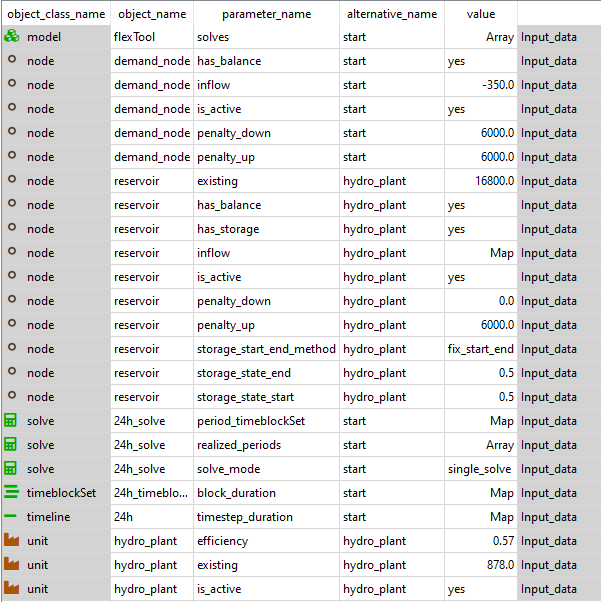 object_class_name object_name parameter_name alternative_name value
model flexTool solves start Array Input_data
node demand_node has_balance start yes Input_data
node demand_node inflow start -350.0 Input_data
node demand_node is_active start yes Input_data
node demand_node penalty_down start 6000.0 Input_data
node demand_node penalty_up start 6000.0 Input_data
node reservoir existing hydro_plant 16800.0 Input_data
node reservoir has_balance hydro_plant yes Input_data
node reservoir has_storage hydro_plant yes Input_data
node reservoir inflow hydro_plant Map Input_data
node reservoir is_active hydro_plant yes Input_data
node reservoir penalty_down hydro_plant 0.0 Input_data
node reservoir penalty_up hydro_plant 6000.0 Input_data
node reservoir storage_start_end_method hydro_plant fix_start_end Input_data
node reservoir storage_state_end hydro_plant 0.5 Input_data
node reservoir storage_state_start hydro_plant 0.5 Input_data
solve 24h_solve period_timeblockSet start Map Input_data
solve 24h_solve realized_periods start Array Input_data
solve 24h_solve solve_mode start single_solve Input_data
timeblockSet 24h_timeblo... block_duration start Map Input_data
timeline 24h timestep_duration start Map Input_data
unit hydro_plant efficiency hydro_plant 0.57 Input_data
unit hydro_plant existing hydro_plant 878.0 Input_data
unit hydro_plant is_active hydro_plant yes Input_data